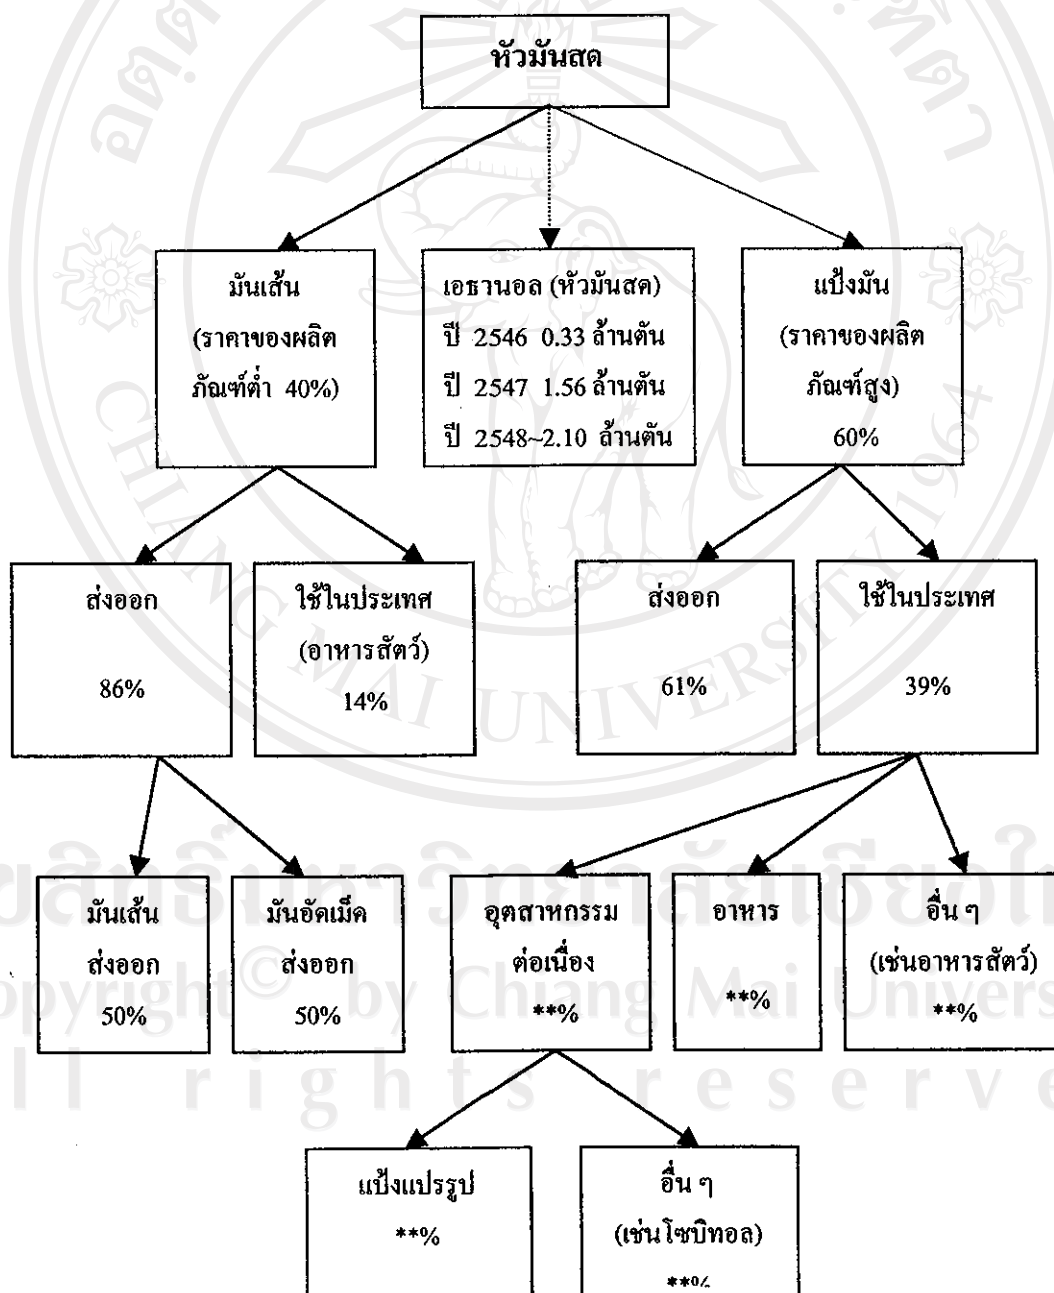 หัวมันสด
มันเส้น
(ราคาของผลิต
ภัณฑ์ต่ำ 40%)
เอธานอล (หัวมันสด)
ปี 2546 0.33 ล้านตัน
ปี 2547 1.56 ล้านตัน
ปี 2548~2.10 ล้านตัน
แป้งมัน
(ราคาของผลิต
ภัณฑ์สูง)
60%
ส่งออก
86%
ใช้ในประเทศ
(อาหารสัตว์)
14%
ส่งออก
61%
ใช้ในประเทศ
39%
มันเส้น
ส่งออก
50%
มันอัดเม็ด
ส่งออก
50%
อุตสาหกรรม
ต่อเนื่อง
**%
อาหาร
**%
อื่น ๆ
(เช่นอาหารสัตว์)
**%
แป้งแปรรูป
**%
อื่น ๆ
(เช่นโซบิทอล)
**%
CHIANG MAI UNIVERSITY 1964
opyright © by Chiang Mai Univers
ll rights reserve